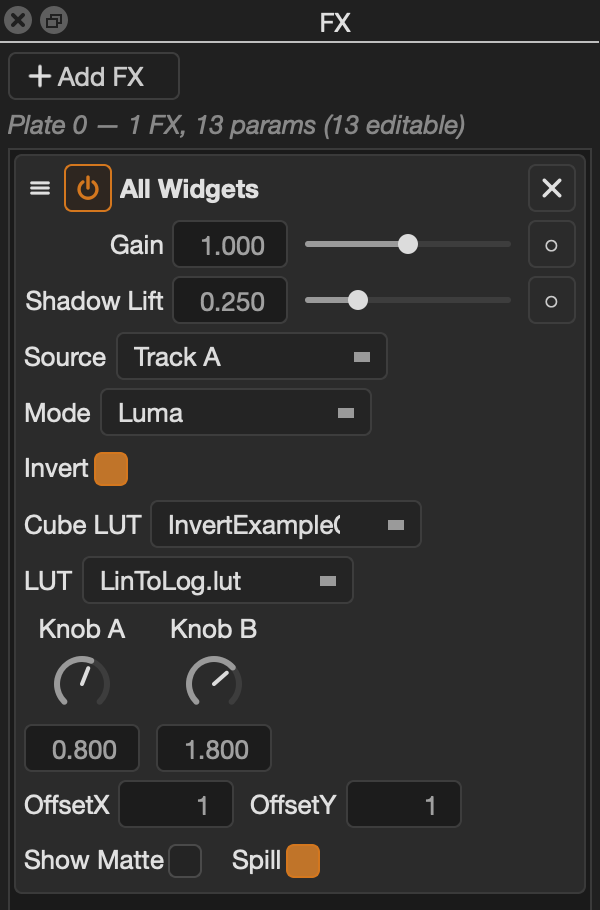 FX
+ Add FX
Plate 0 — 1 FX, 13 params (13 editable)
All Widgets
Gain 1.000
Shadow Lift 0.250
Source Track A
Mode Luma
Invert
Cube LUT InvertExample
LUT LinToLog.lut
Knob A Knob B
0.800 1.800
OffsetX 1 OffsetY 1
Show Matte Spill